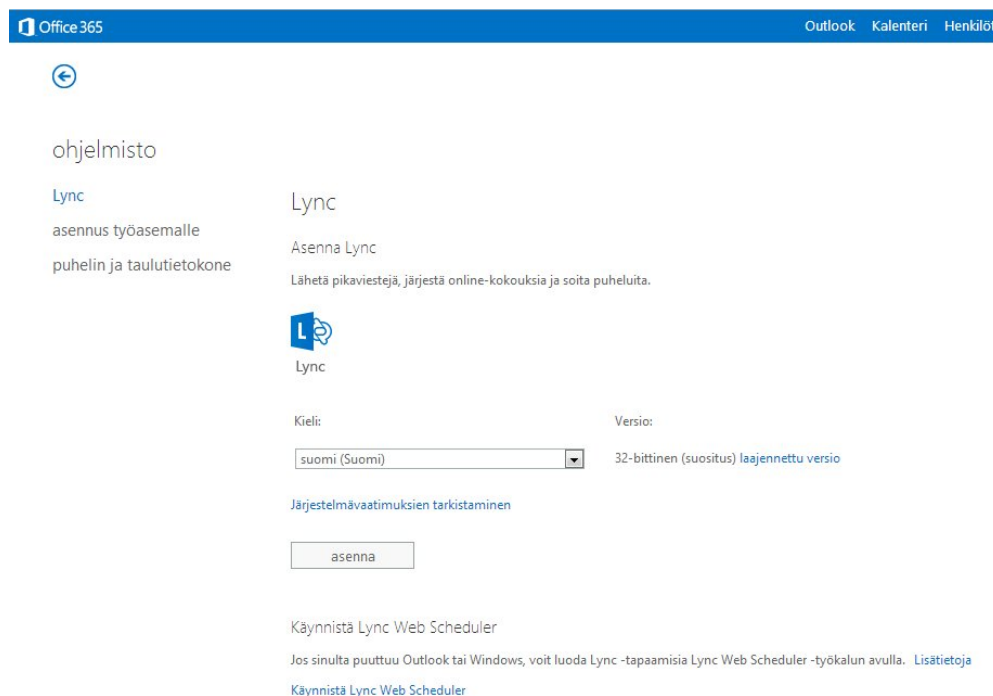 Office 365
Outlook Kalenteri Henkilöt
ohjelmisto
Lync
asennus työasemalle
puhelin ja taulutietokone
Lync
Asenna Lync
Lähetä pikaviestejä, järjestä online-kokouksia ja soita puheluita.
Lync
Kieli: Versio:
suomi (Suomi) 32-bittinen (suositus) laajennettu versio
Järjestelmävaatimuksien tarkistaminen
asenna
Käynnistä Lync Web Scheduler
Jos sinulta puuttuu Outlook tai Windows, voit luoda Lync -tapaamisia Lync Web Scheduler -työkalun avulla. Lisätietoja
Käynnistä Lync Web Scheduler